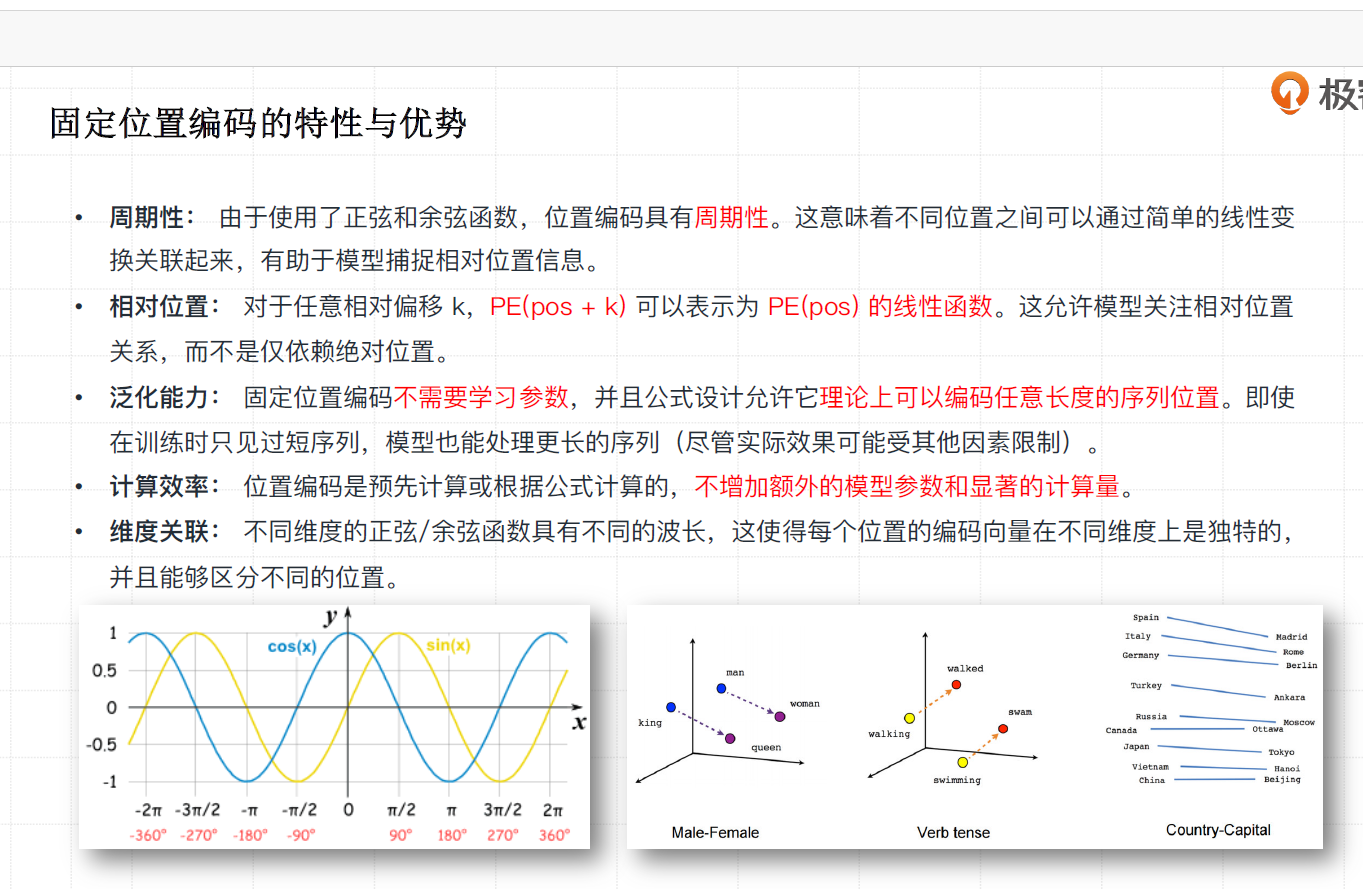 极
固定位置编码的特性与优势
• 周期性： 由于使用了正弦和余弦函数，位置编码具有周期性。这意味着不同位置之间可以通过简单的线性变
换关联起来，有助于模型捕捉相对位置信息。
• 相对位置： 对于任意相对偏移 k，PE(pos + k) 可以表示为 PE(pos) 的线性函数。这允许模型关注相对位置
关系，而不是仅依赖绝对位置。
• 泛化能力： 固定位置编码不需要学习参数，并且公式设计允许它理论上可以编码任意长度的序列位置。即使
在训练时只见过短序列，模型也能处理更长的序列（尽管实际效果可能受其他因素限制）。
• 计算效率： 位置编码是预先计算或根据公式计算的，不增加额外的模型参数和显著的计算量。
• 维度关联： 不同维度的正弦/余弦函数具有不同的波长，这使得每个位置的编码向量在不同维度上是独特的，
并且能够区分不同的位置。
y
1
cos(x)
sin(x)
0.5
0
x
-0.5
-1
-2π -3π/2 -π -π/2 0 π/2 π 3π/2 2π
-360° -270° -180° -90° 90° 180° 270° 360°
man
woman
king
queen
Male-Female
walked
swam
walking
swimming
Verb tense
Spain Madrid
Italy Rome
Germany Berlin
Turkey Ankara
Russia Moscow
Canada Ottawa
Japan Tokyo
Vietnam Hanoi
China Beijing
Country-Capital